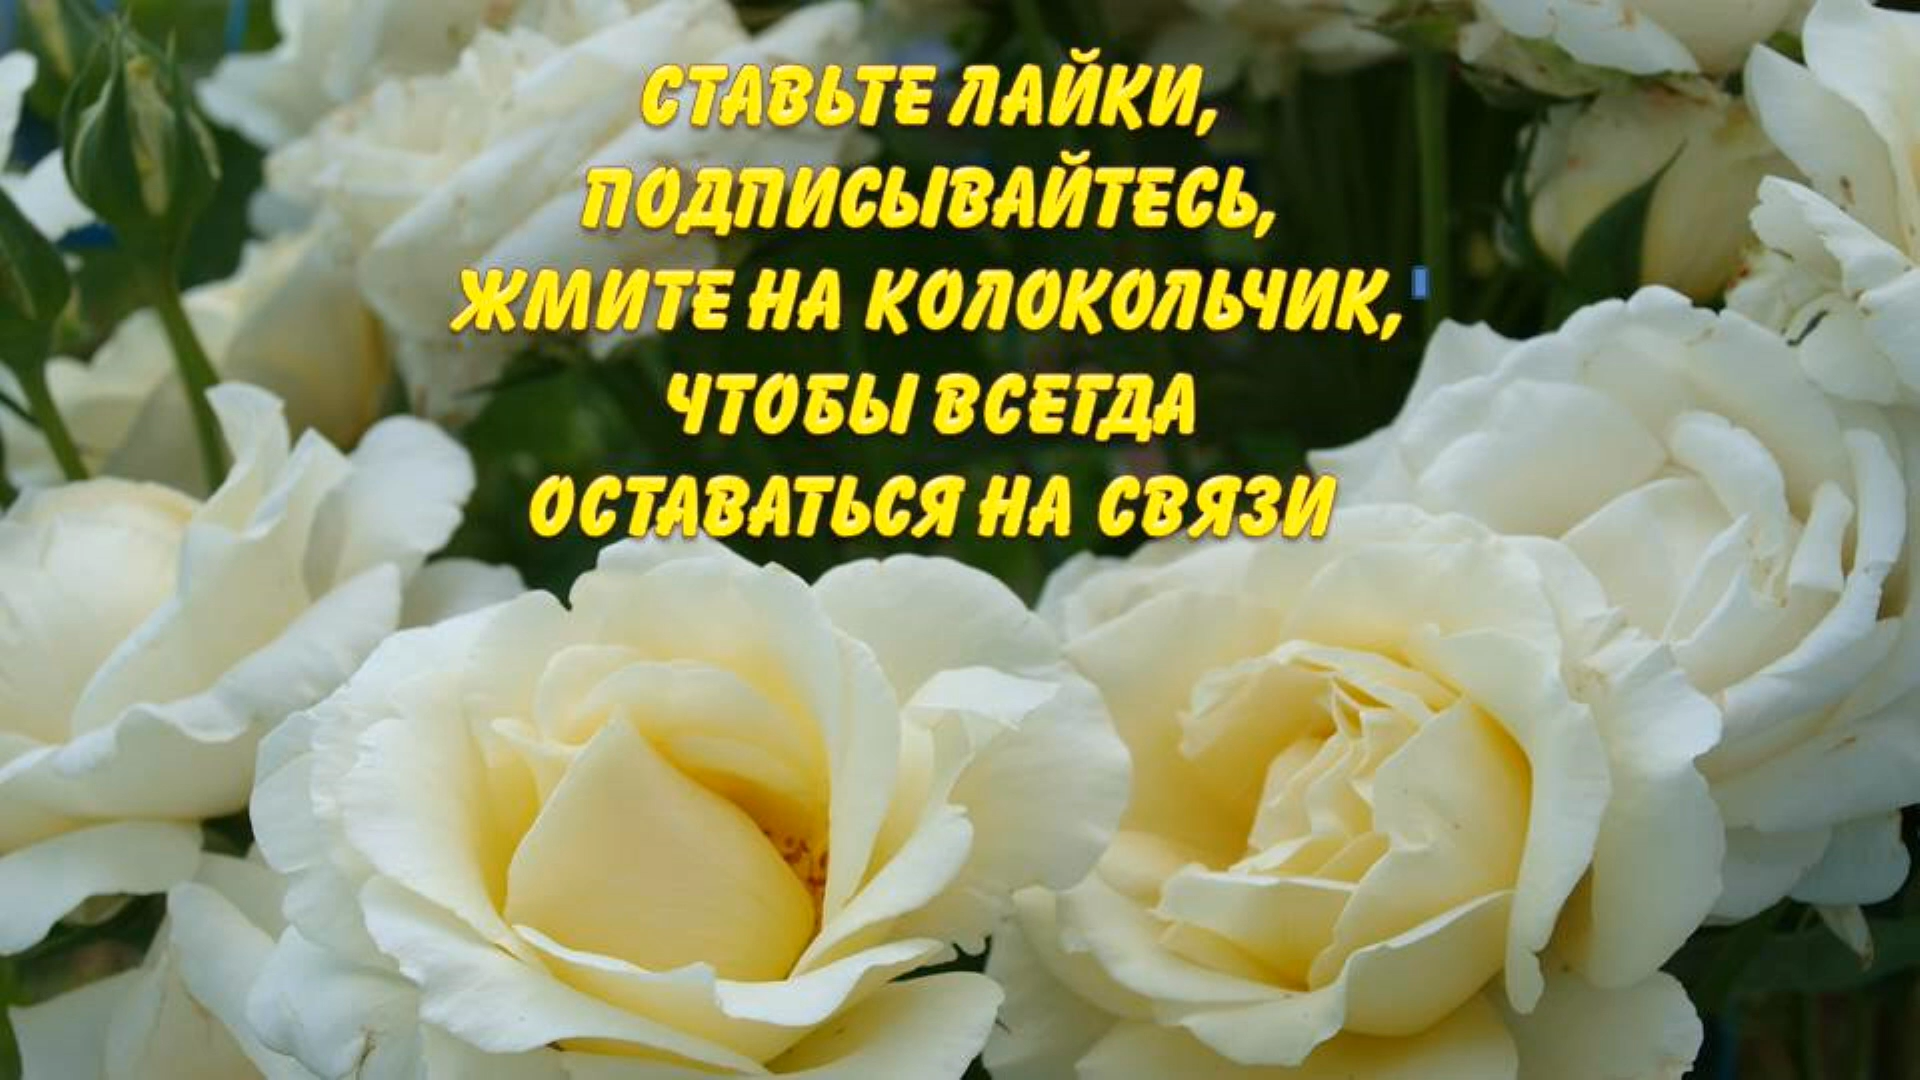 СТАВЬТЕ ЛАЙКИ,
ПОДПИСЫВАЙТЕСЬ,
ЖМИТЕ НА КОЛОКОЛЬЧИК,
ЧТОБЫ ВСЕГДА
ОСТАВАТЬСЯ НА СВЯЗИ